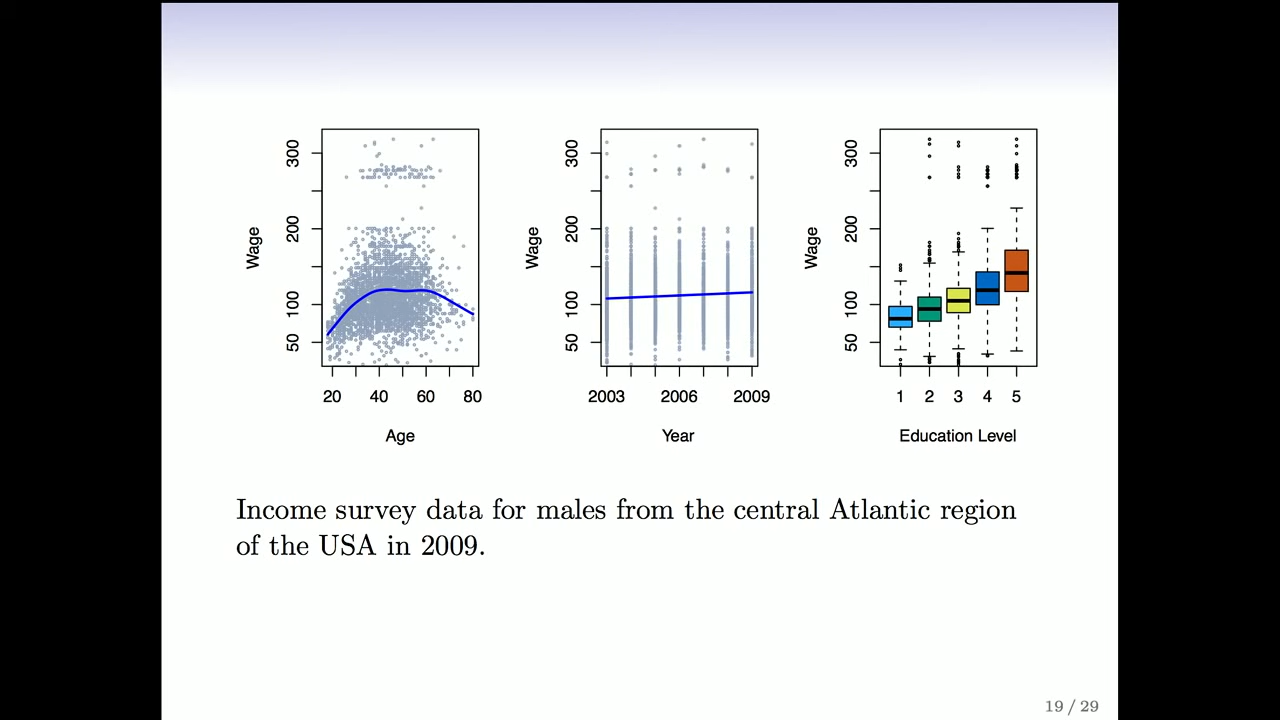 Wage
50 100 200 300
20 40 60 80
Age
Wage
50 100 200 300
2003 2006 2009
Year
Wage
50 100 200 300
1 2 3 4 5
Education Level
Income survey data for males from the central Atlantic region
of the USA in 2009.
19 / 29